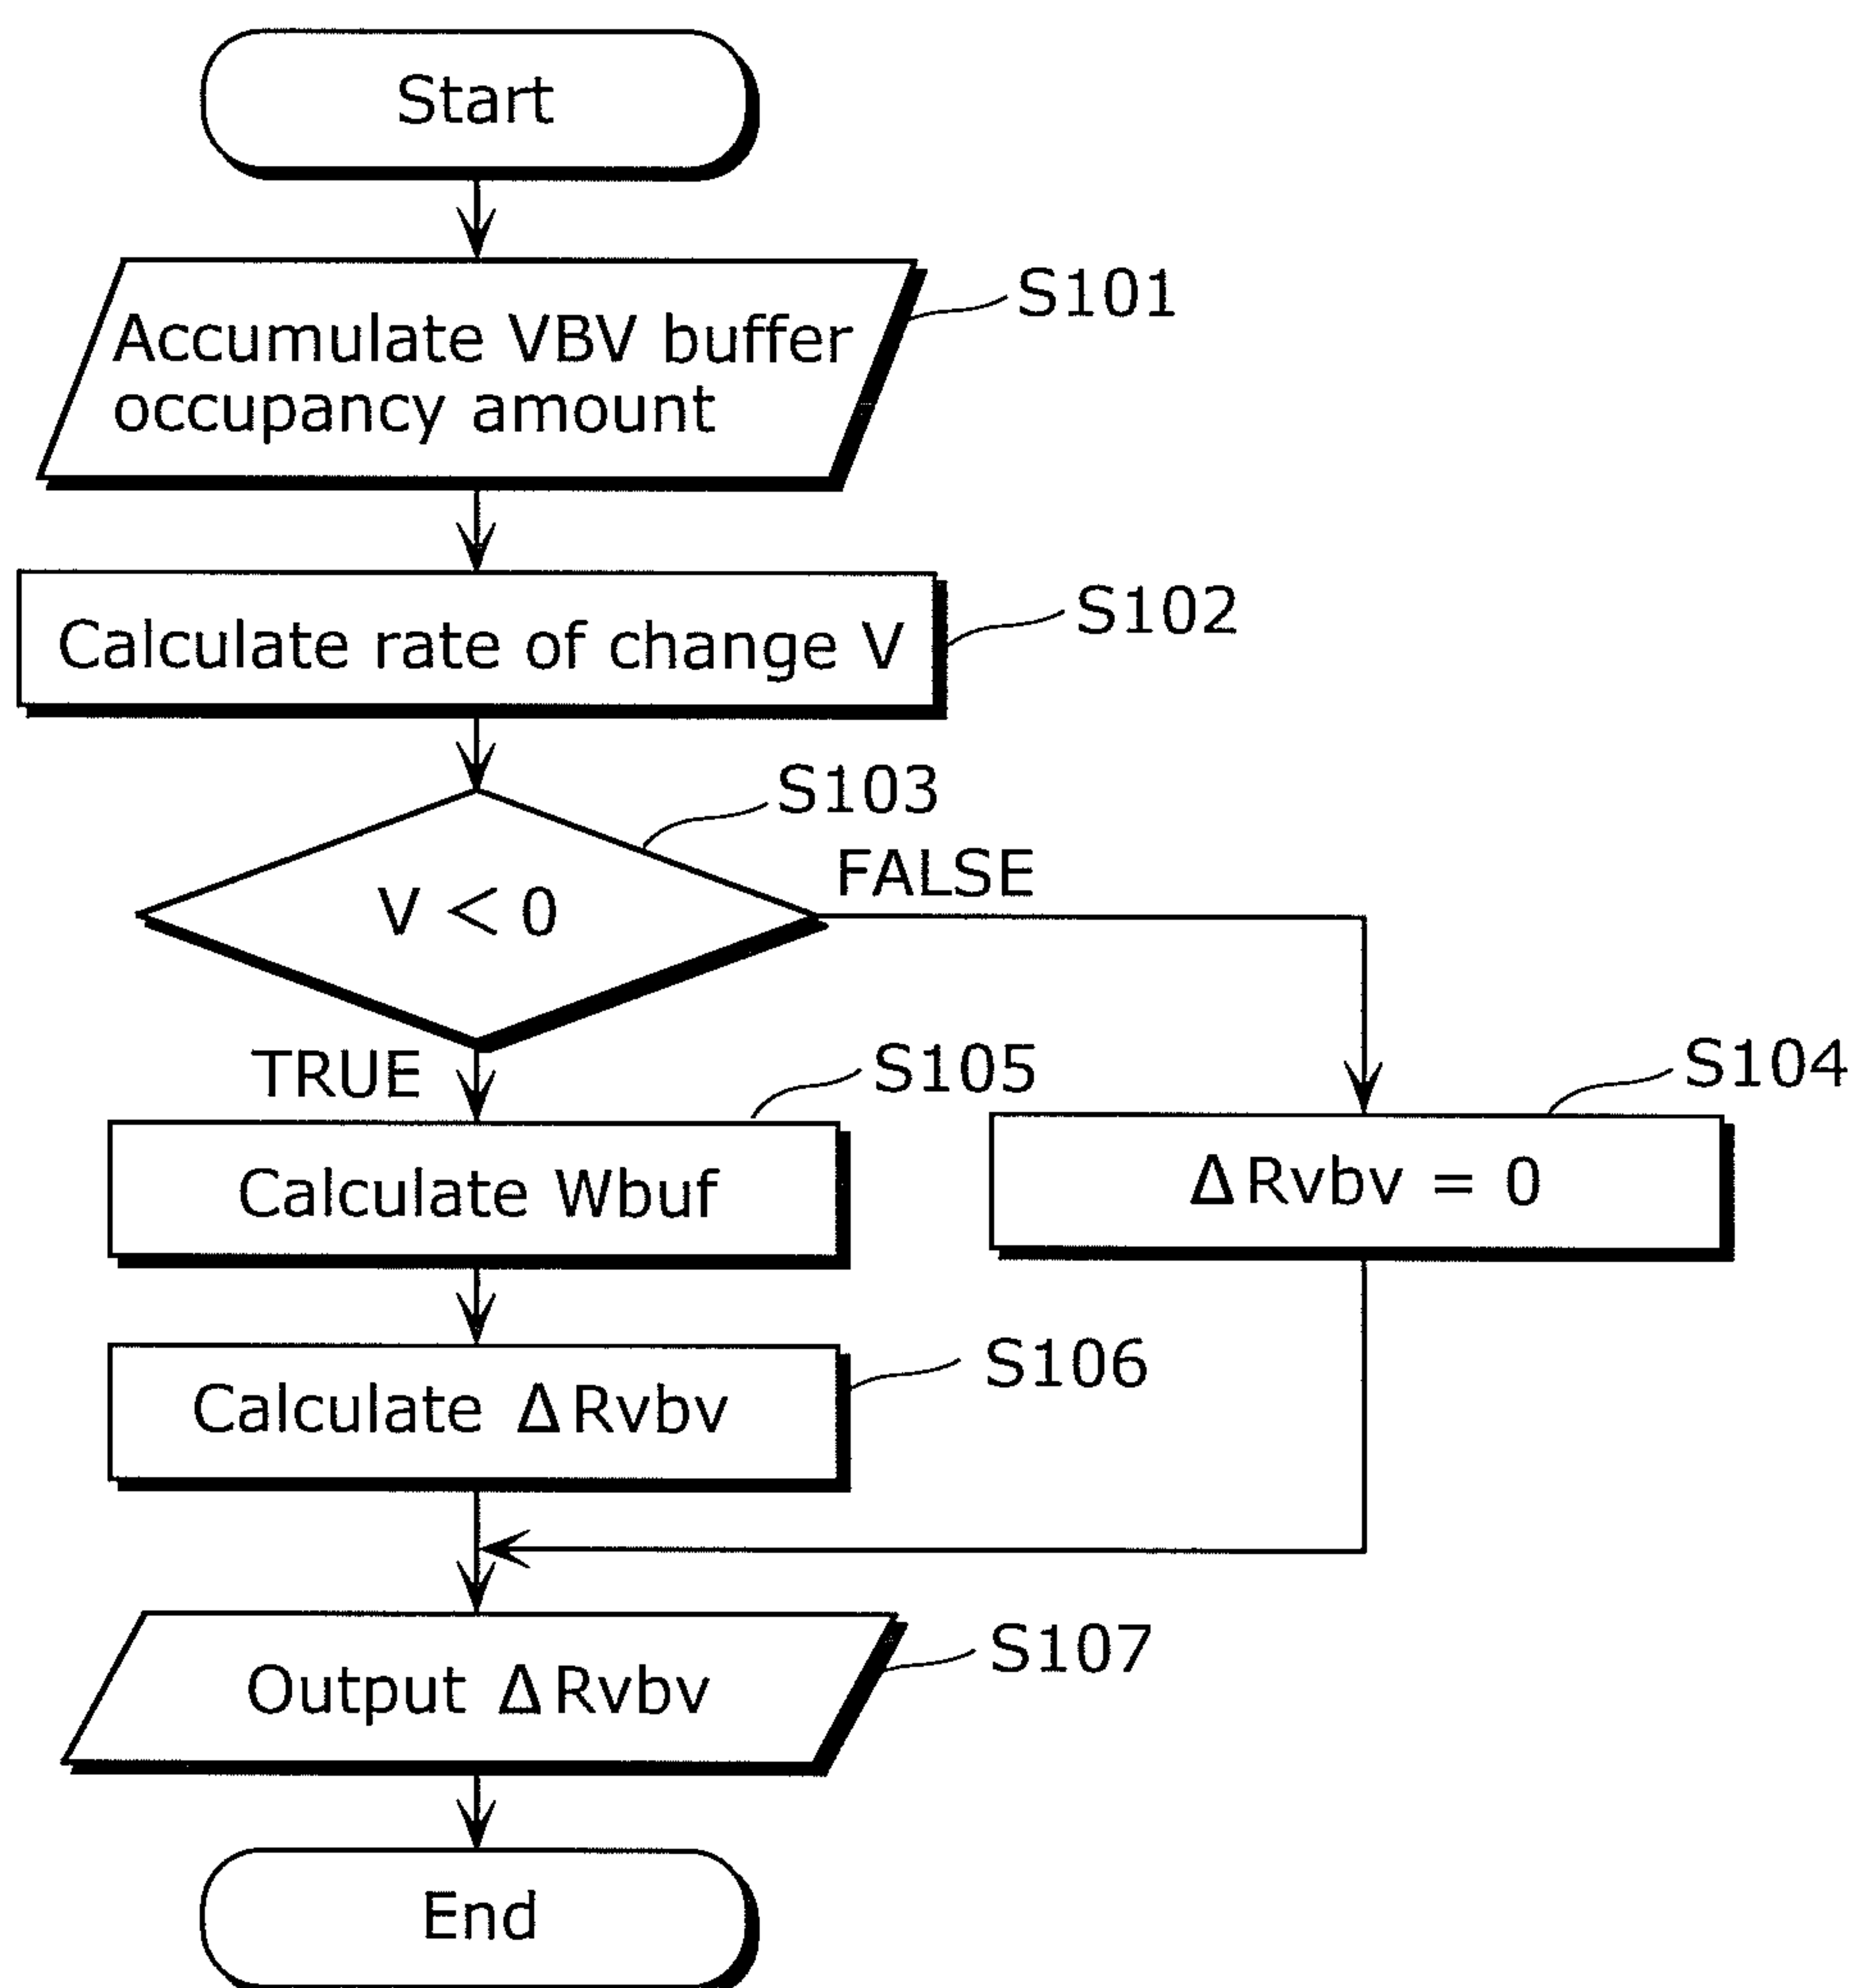 Start
S101
Accumulate VBV buffer
occupancy amount
S102
Calculate rate of change V
S103
FALSE
V < 0
TRUE
S105
S104
Calculate Wbuf
ΔRvbv = 0
S106
Calculate ΔRvbv
S107
Output ΔRvbv
End